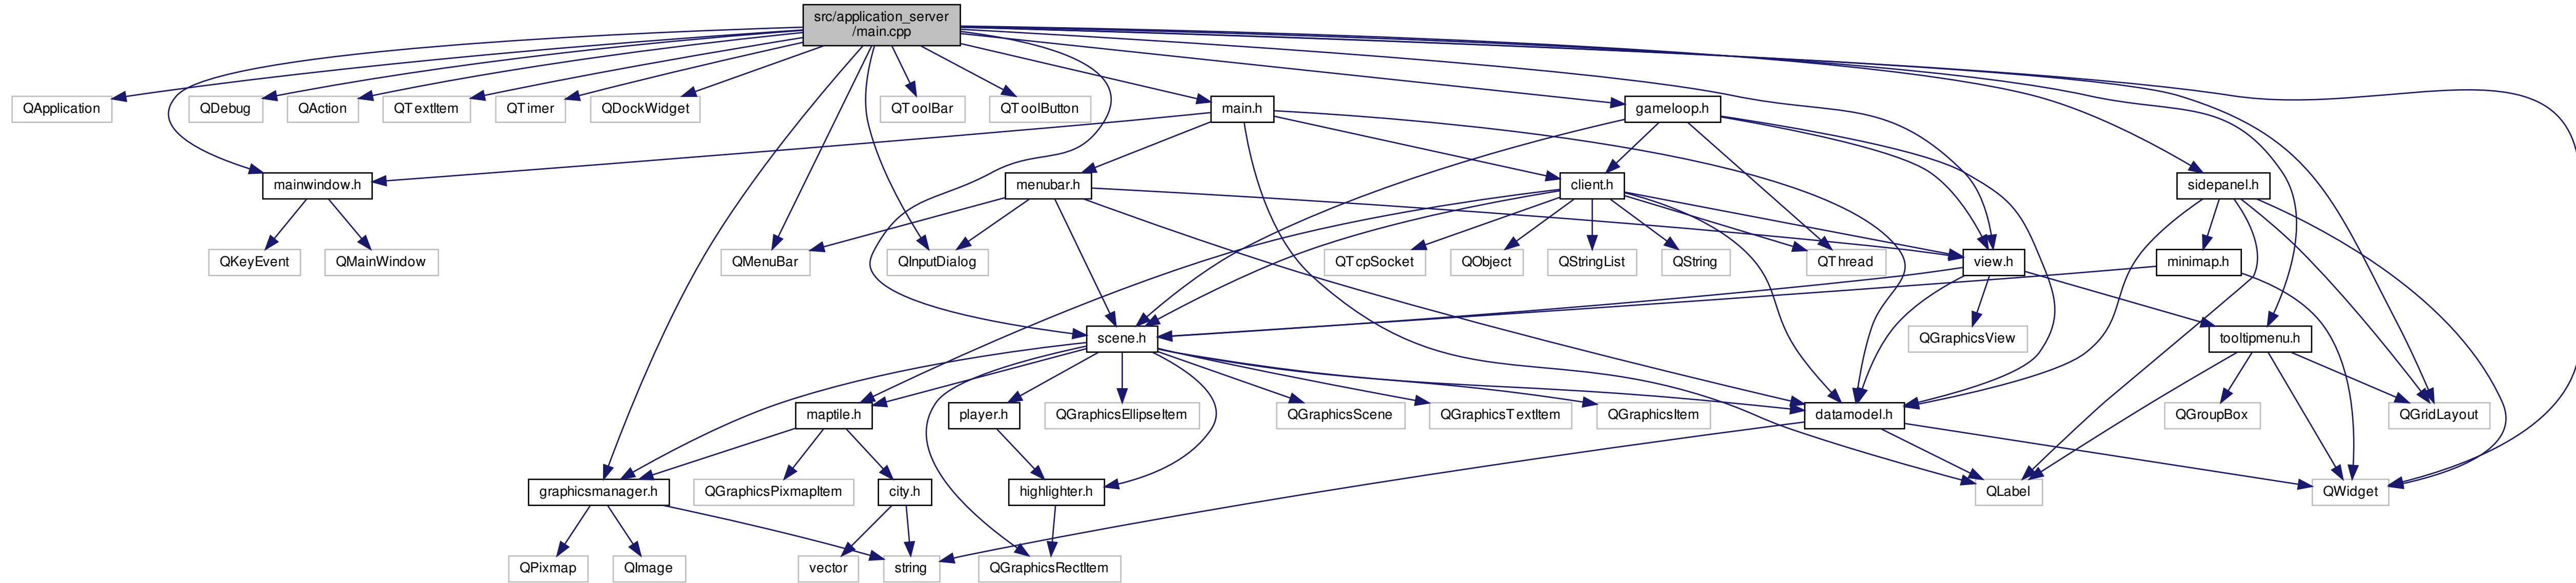 src/application_server
/main.cpp
QApplication
QDebug
QAction
QTextItem
QTimer
QDockWidget
QToolBar
QToolButton
main.h
gameloop.h
mainwindow.h
menubar.h
client.h
sidepanel.h
QKeyEvent
QMainWindow
QMenuBar
QInputDialog
QTcpSocket
QObject
QStringList
QString
QThread
view.h
minimap.h
scene.h
QGraphicsView
tooltipmenu.h
maptile.h
player.h
QGraphicsEllipseItem
QGraphicsScene
QGraphicsTextItem
QGraphicsItem
datamodel.h
QGroupBox
QGridLayout
graphicsmanager.h
QGraphicsPixmapItem
city.h
highlighter.h
QLabel
QWidget
QPixmap
QImage
vector
string
QGraphicsRectItem